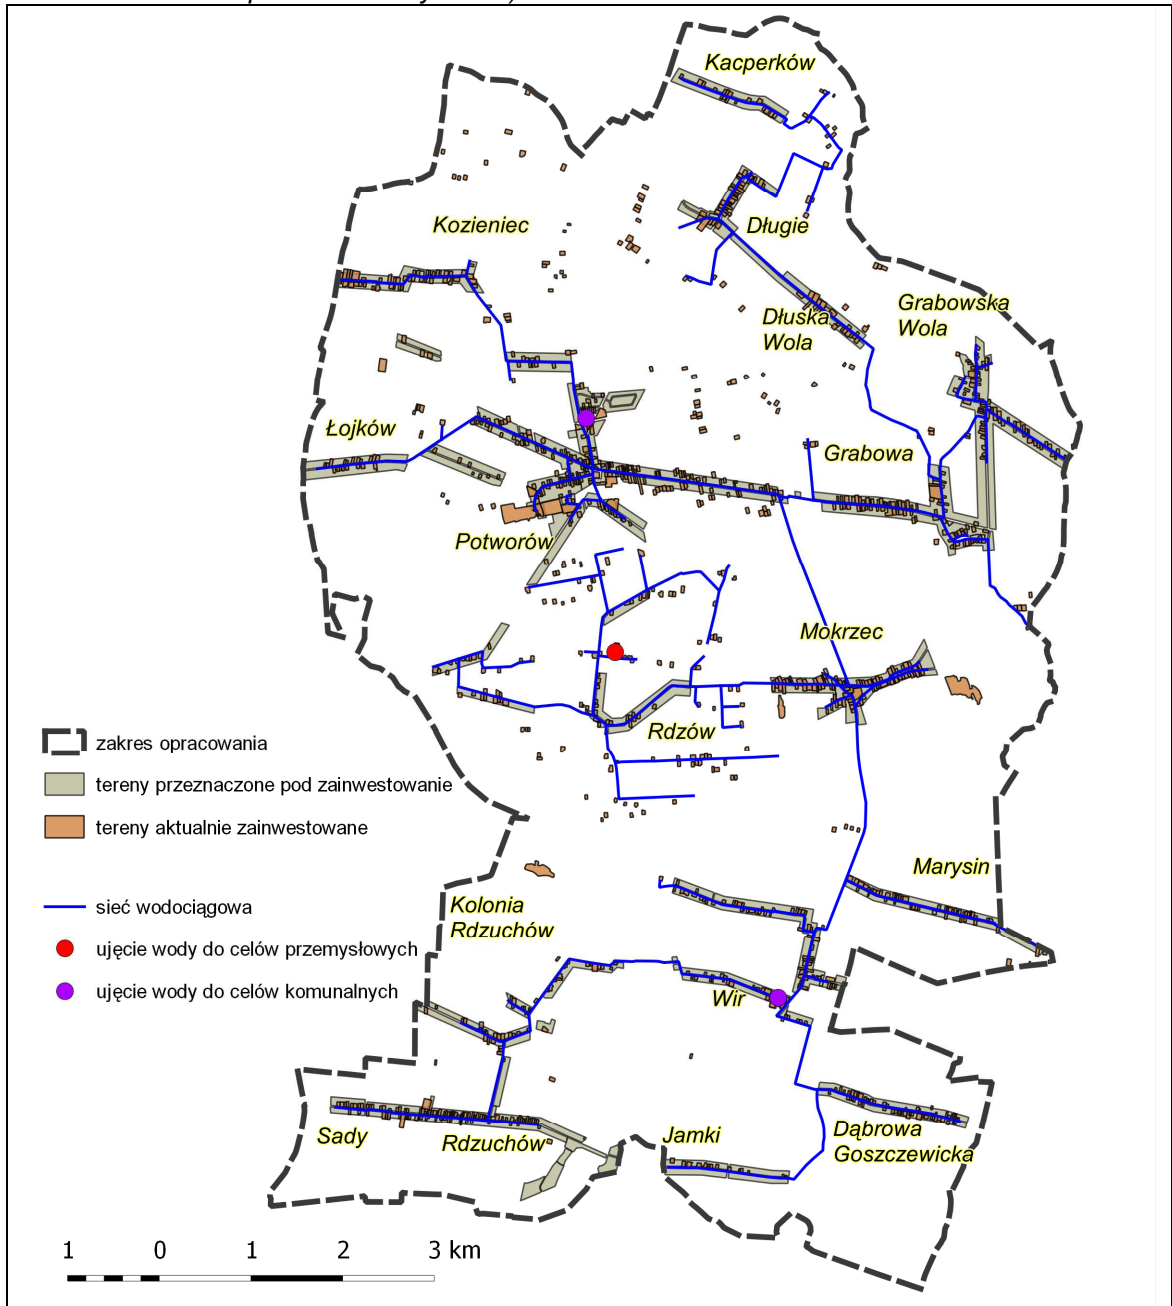 Kacperków
Kozieniec
Długie
Grabowska
Wola
Dłuska
Wola
Łojków
Grabowa
Potworów
Mokrzec
Rdzów
zakres opracowania
tereny przeznaczone pod zainwestowanie
tereny aktualnie zainwestowane
Marysin
sieć wodociągowa
Kolonia
Rdzuchów
ujęcie wody do celów przemysłowych
ujęcie wody do celów komunalnych
Wir
Sady
Rdzuchów
Jamki
Dąbrowa
Goszczewicka
1 0 1 2 3 km